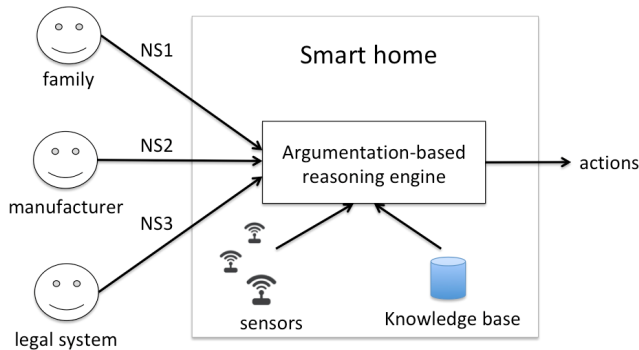 NS1
Smart home
family
NS2
Argumentation-based
reasoning engine
actions
manufacturer
NS3
legal system
sensors
Knowledge base